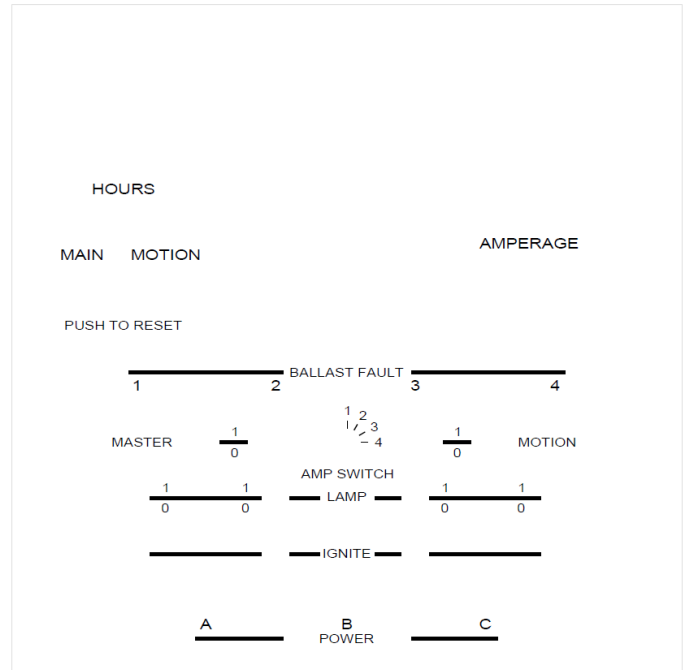 HOURS
AMPERAGE
MAIN MOTION
PUSH TO RESET
BALLAST FAULT
1 2 3 4
1 2 3 4
MASTER 1 0
1 0 MOTION
AMP SWITCH
1 1 LAMP 1 1
0 0 0 0
IGNITE
A B C
POWER